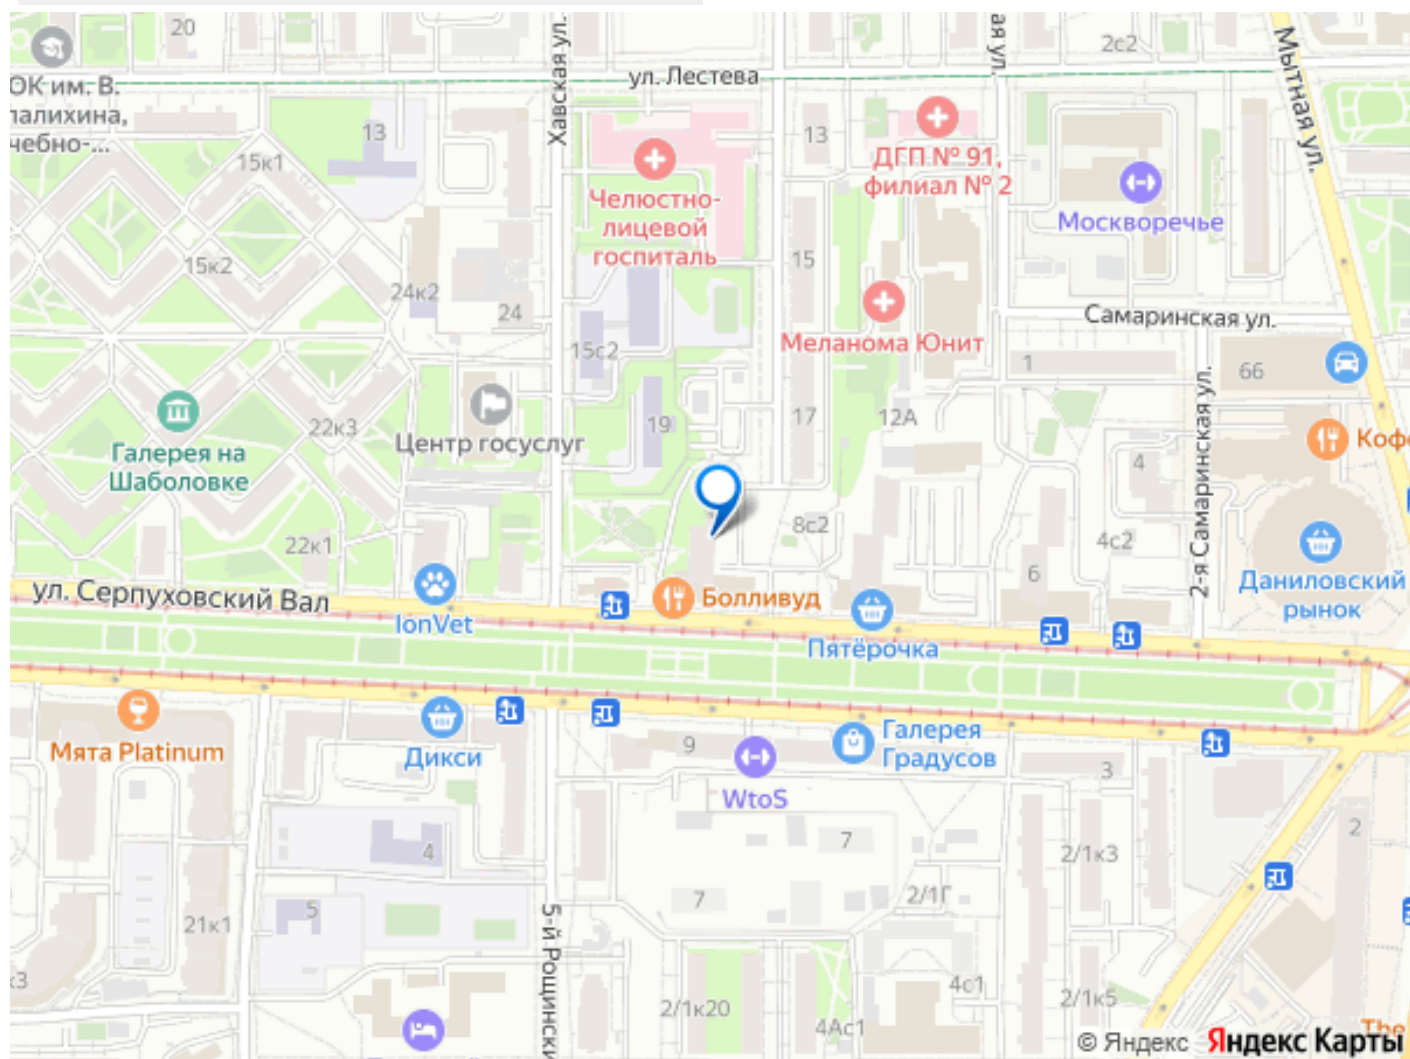 20
Хавская ул.
ая ул.
2с2
Мытная ул.
ул. Лестева
ОК им. В.
палихина,
чебно-...
13
15к1
13
ДГП № 91,
филиал № 2
Челюстно-
лицевой
госпиталь
Москворечье
15к2
15
24к2
24
15с2
Меланома Юнит
Самаринская ул.
1
66
2-я Самаринская ул.
22к3
Центр госуслуг
19
17
12А
Кофе
Галерея на
Шаболовке
4
22к1
8с2
4с2
6
Даниловский
рынок
ул. Серпуховский Вал
IonVet
Болливуд
Пятёрочка
Мята Platinum
Дикси
9
WtoS
Галерея
Градусов
3
2
4
7
2/1к3
7
2/1Г
5
21к1
5-й Рощински
к3
2/1к20
4Ас1
4с1
2/1к5
The
© Яндекс Яндекс Карты